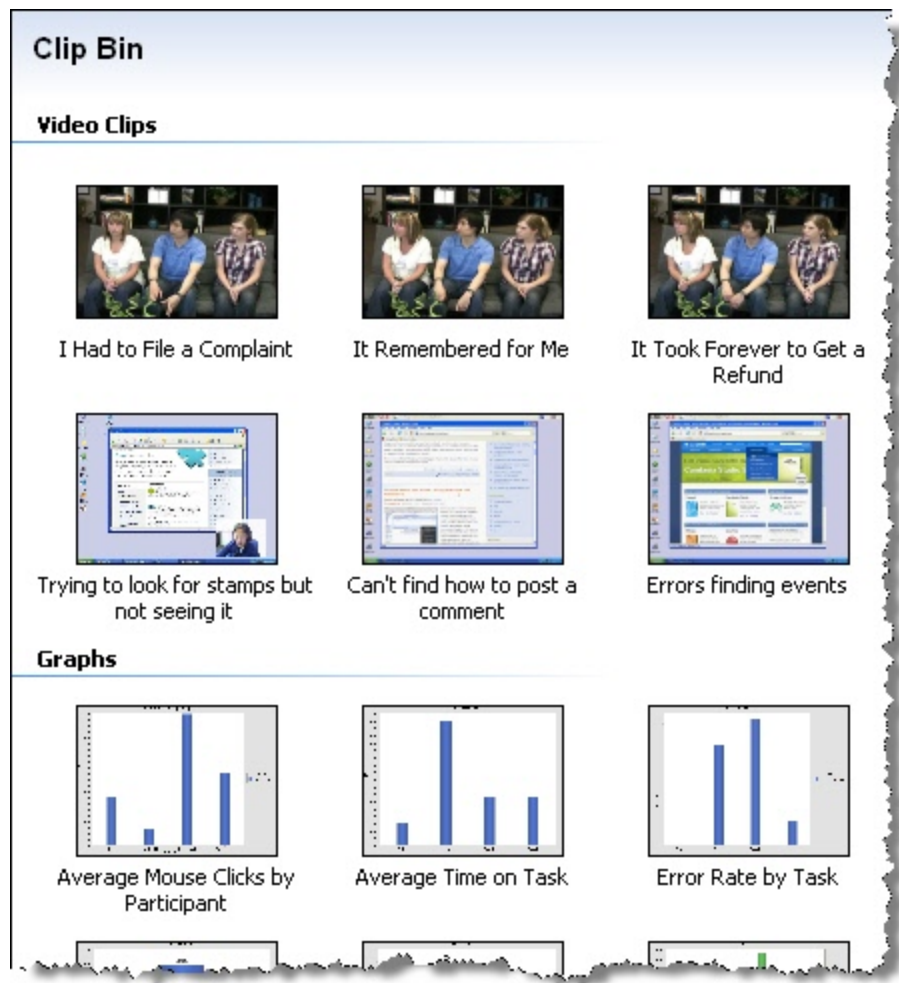 Clip Bin
Video Clips
I Had to File a Complaint
It Remembered for Me
It Took Forever to Get a
Refund
Trying to look for stamps but
not seeing it
Can't find how to post a
comment
Errors finding events
Graphs
Average Mouse Clicks by
Participant
Average Time on Task
Error Rate by Task